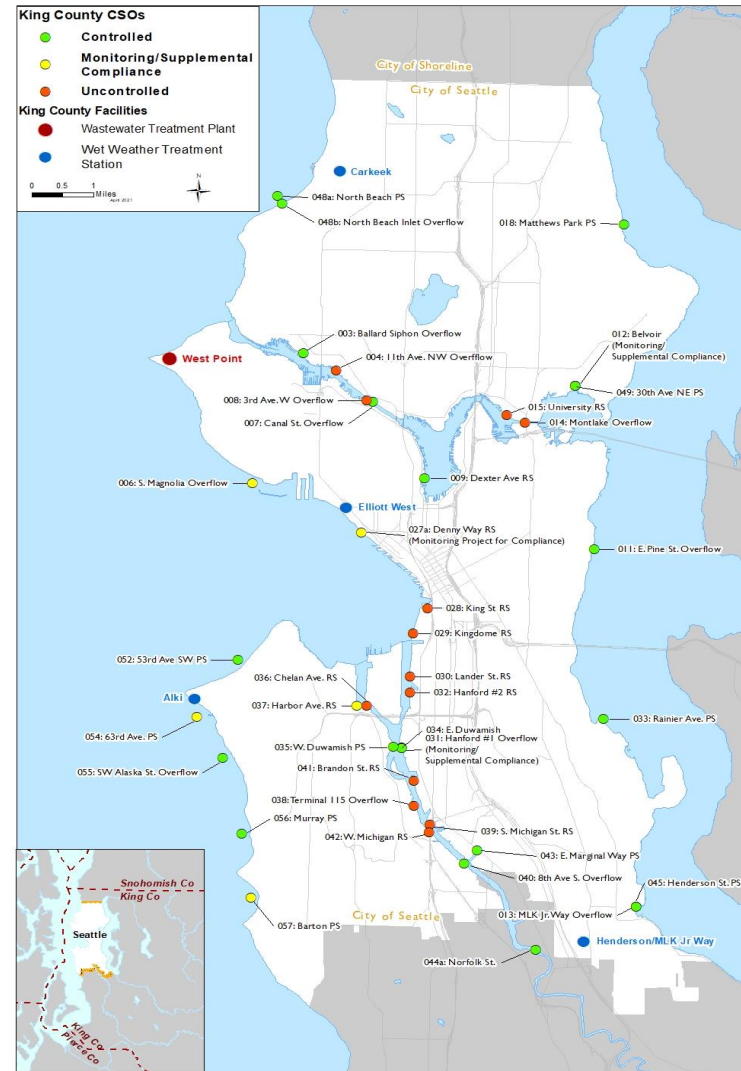 King County CSOs
Controlled
Monitoring/Supplemental
Compliance
Uncontrolled
King County Facilities
Wastewater Treatment Plant
Wet Weather Treatment
Station
0 0.5 1
Miles
April 2021
N
City of Shoreline
City of Seattle
Carkeek
048a: North Beach PS
048b: North Beach Inlet Overflow
018: Matthews Park PS
003: Ballard Siphon Overflow
004: 11th Ave. NW Overflow
012: Belvoir
(Monitoring/
Supplemental Compliance)
West Point
008: 3rd Ave.W Overflow
007: Canal St. Overflow
049: 30th Ave NE PS
015: University RS
014: Montlake Overflow
006: S. Magnolia Overflow
009: Dexter Ave RS
Elliott West
027a: Denny Way RS
(Monitoring Project for Compliance)
011: E. Pine St. Overflow
028: King St RS
029: Kingdome RS
052: 53rd Ave SW PS
036: Chelan Ave. RS
030: Lander St. RS
032: Hanford #2 RS
Alki
037: Harbor Ave. RS
054: 63rd Ave. PS
033: Rainier Ave. PS
034: E. Duwamish
031: Hanford #1 Overflow
(Monitoring/
Supplemental Compliance)
035: W. Duwamish PS
055: SW Alaska St. Overflow
041: Brandon St. RS
038: Terminal 115 Overflow
056: Murray PS
039: S. Michigan St. RS
042: W. Michigan RS
043: E. Marginal Way PS
040: 8th Ave S. Overflow
045: Henderson St. PS
057: Barton PS
City of Seattle
013: MLK Jr. Way Overflow
Henderson/MLK Jr Way
044a: Norfolk St.
Snohomish Co
King Co
Seattle
King Co
Pierce Co